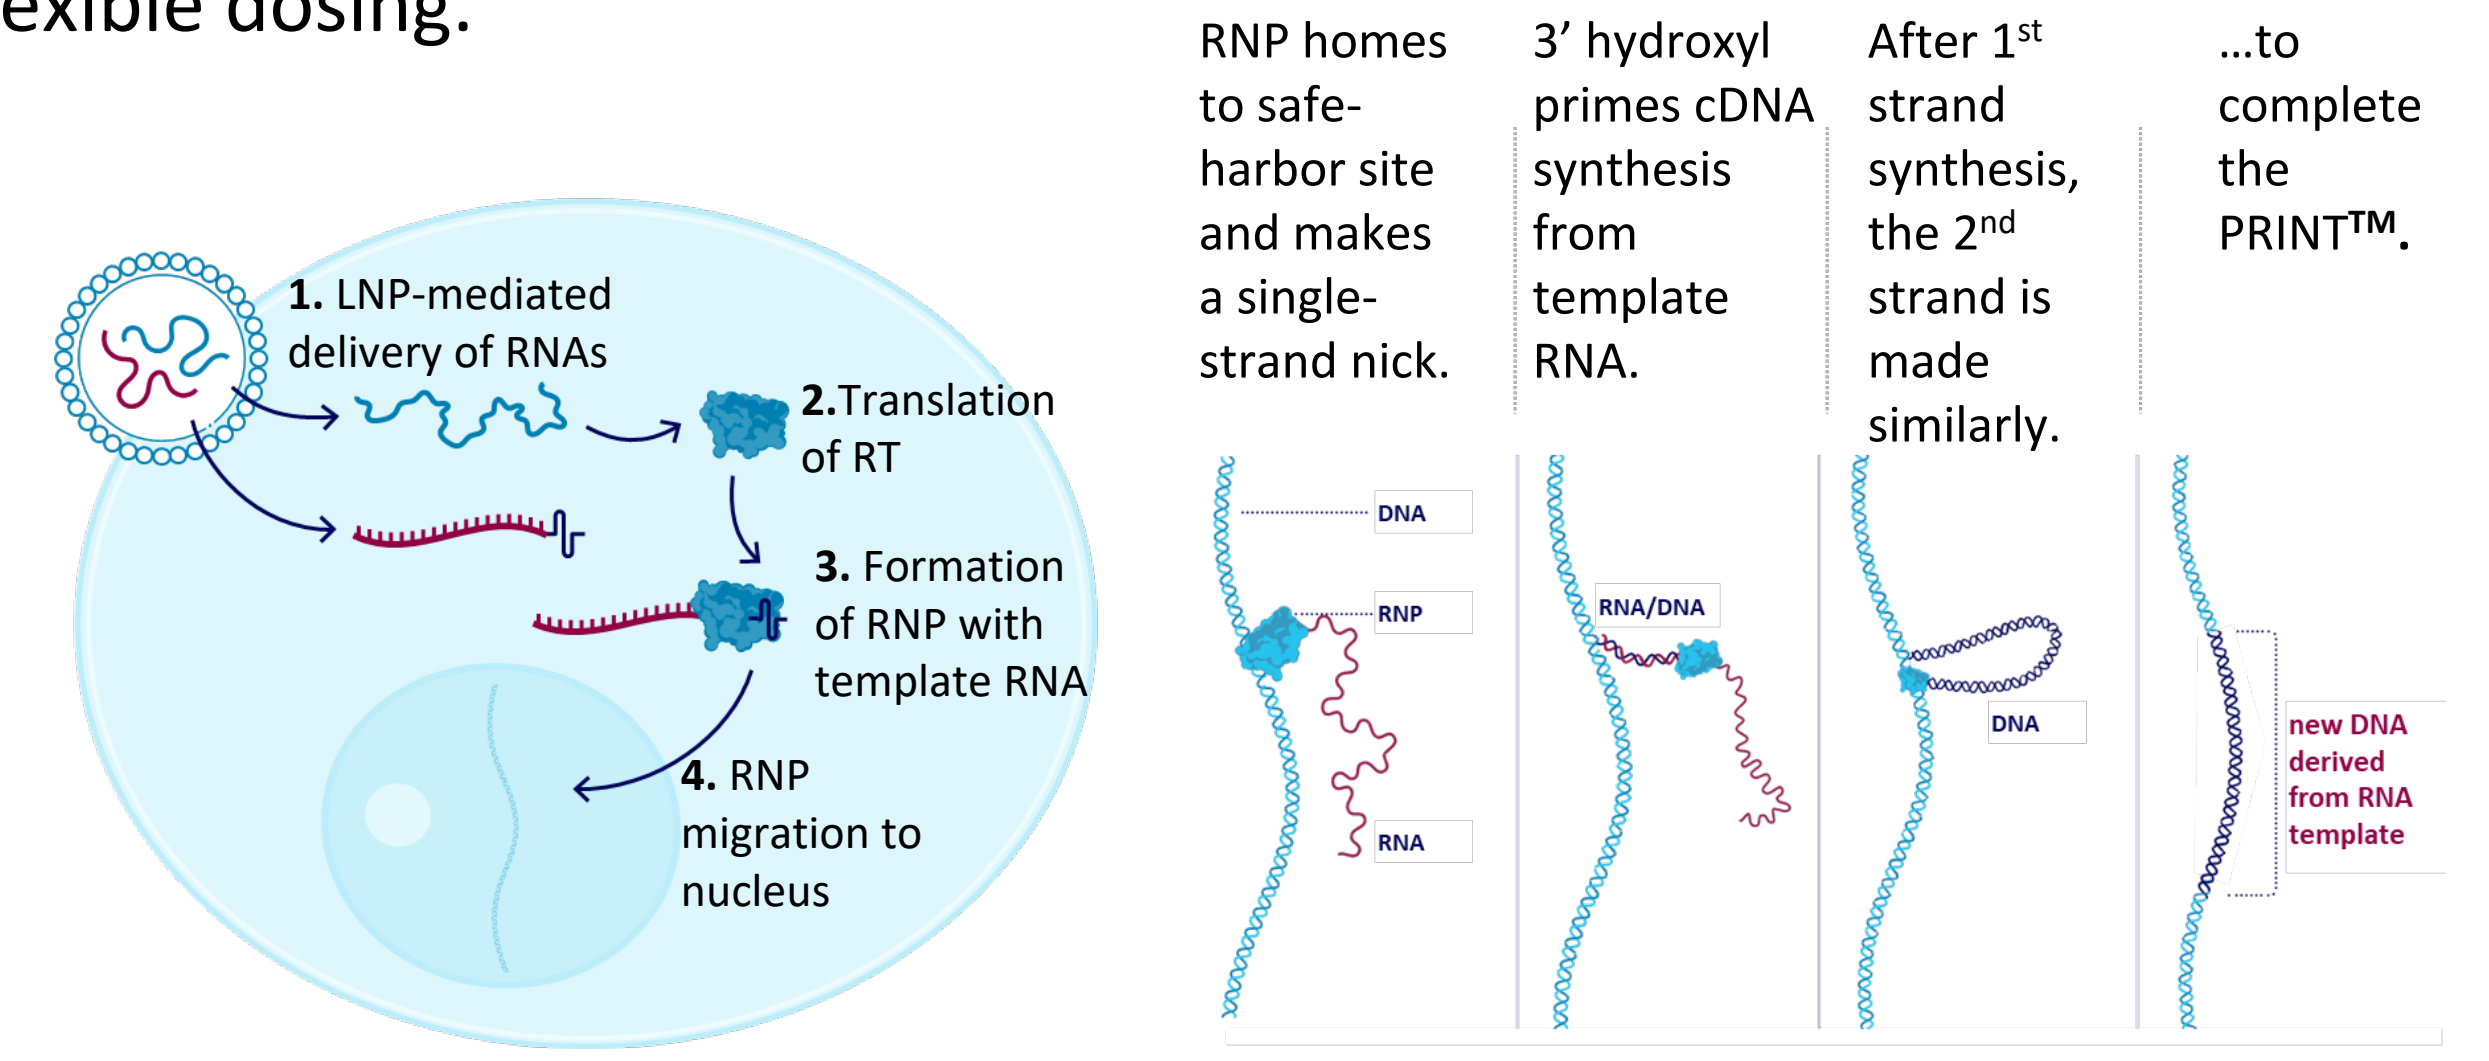 exible dosing.
1. LNP-mediated
delivery of RNAs
2.Translation
of RT
3. Formation
of RNP with
template RNA
4. RNP
migration to
nucleus
RNP homes
to safe-
harbor site
and makes
a single-
strand nick.
3’ hydroxyl
primes cDNA
synthesis
from
template
RNA.
After 1st
strand
synthesis,
the 2nd
strand is
made
similarly.
…to
complete
the
PRINT™.
DNA
RNP
RNA
RNA/DNA
DNA
new DNA
derived
from RNA
template